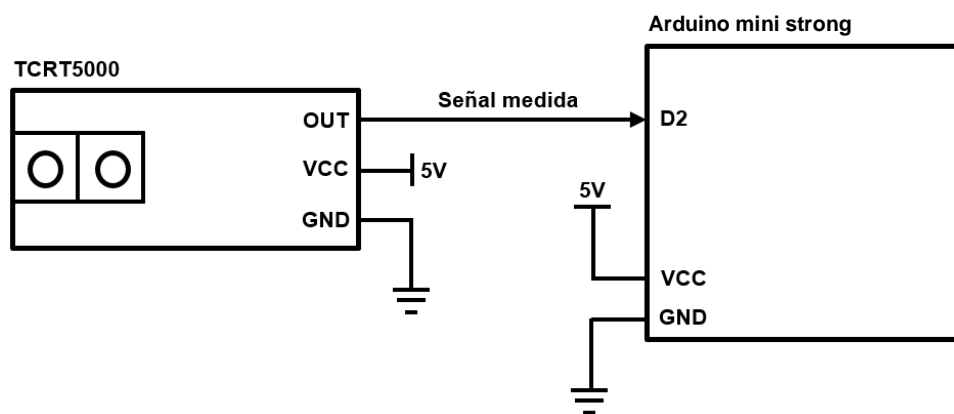 Arduino mini strong
TCRT5000
Señal medida
OUT
D2
VCC
5V
5V
GND
VCC
GND